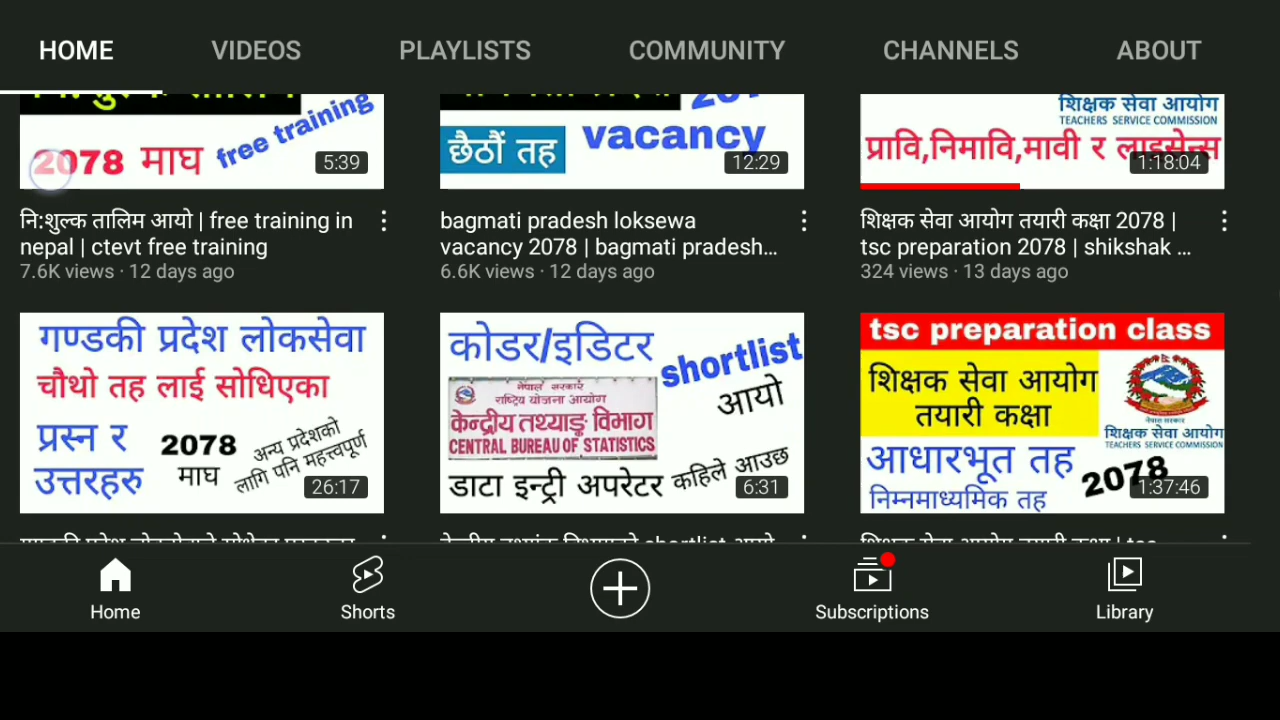 HOME VIDEOS PLAYLISTS COMMUNITY CHANNELS ABOUT
2078 माघ free training
5:39
छैठौं तह vacancy
12:29
शिक्षक सेवा आयोग
TEACHERS SERVICE COMMISSION
प्रावि,निमावि,मावी र लाइसेन्स
1:18:04
नि:शुल्क तालिम आयो | free training in
nepal | ctevt free training
7.6K views · 12 days ago
bagmati pradesh loksewa
vacancy 2078 | bagmati pradesh...
6.6K views · 12 days ago
शिक्षक सेवा आयोग तयारी कक्षा 2078 |
tsc preparation 2078 | shikshak ...
324 views · 13 days ago
गण्डकी प्रदेश लोकसेवा
चौथो तह लाई सोधिएका
प्रस्न र
उत्तरहरु
2078
माघ
अन्य प्रदेशको
लागि पनि महत्त्वपूर्ण
26:17
कोडर/इडिटर
shortlist
आयो
नेपाल सरकार
राष्ट्रिय योजना आयोग
केन्द्रीय तथ्याङ्क विभाग
CENTRAL BUREAU OF STATISTICS
डाटा इन्ट्री अपरेटर कहिले आउछ
6:31
tsc preparation class
शिक्षक सेवा आयोग
तयारी कक्षा
नेपाल सरकार
शिक्षक सेवा आयोग
TEACHERS SERVICE COMMISSION
आधारभूत तह
निम्नमाध्यमिक तह
2078
1:37:46
Home Shorts Subscriptions Library